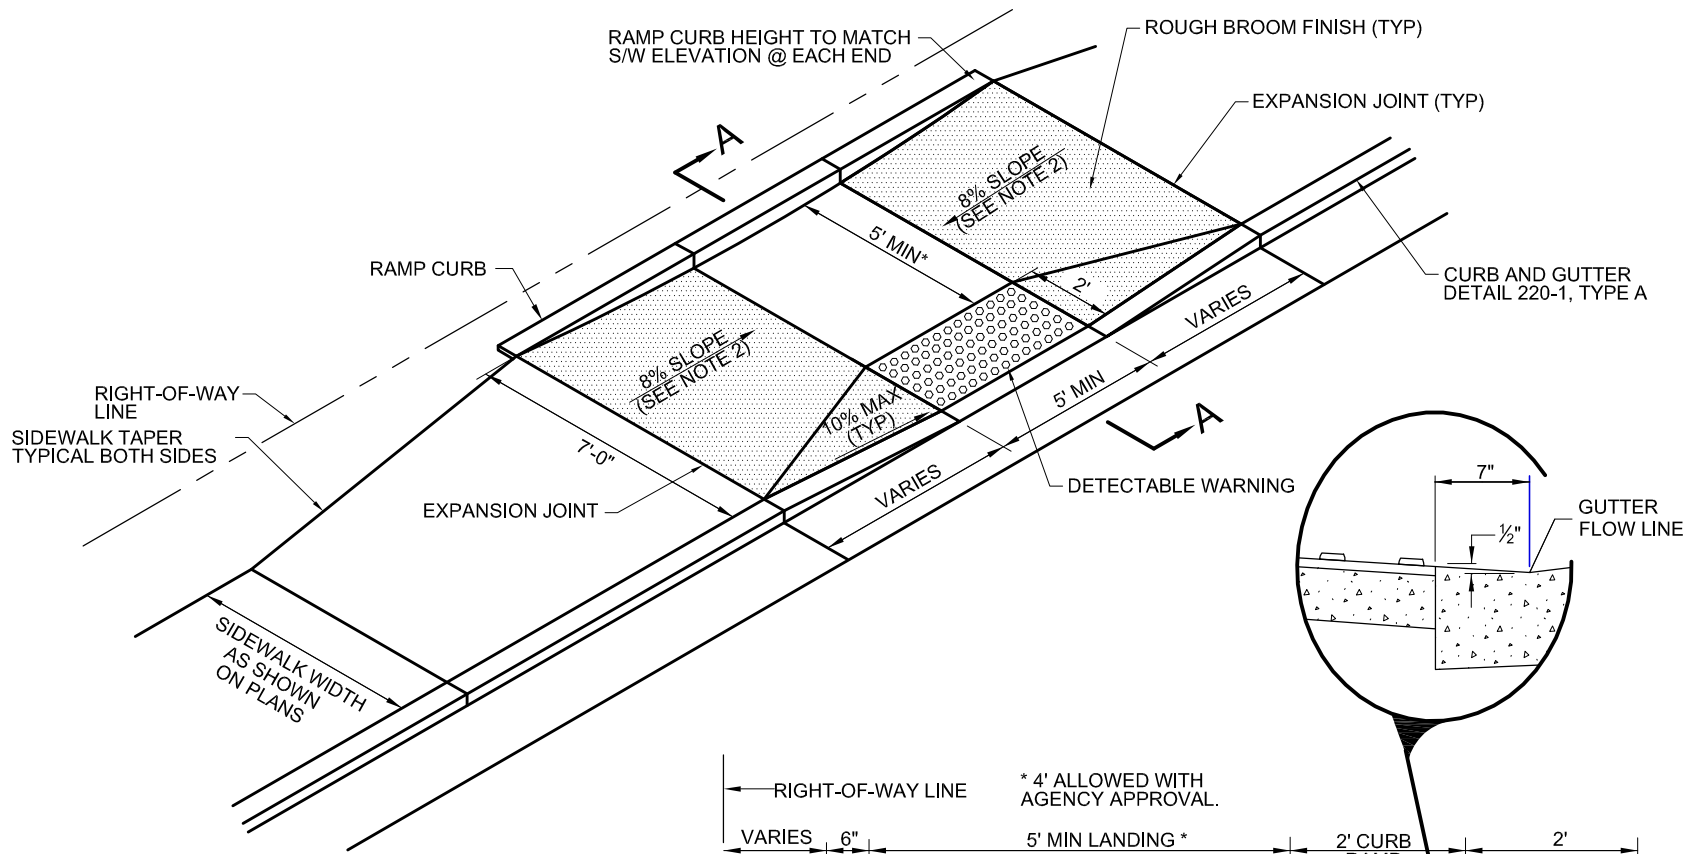 RAMP CURB HEIGHT TO MATCH
S/W ELEVATION @ EACH END
ROUGH BROOM FINISH (TYP)
EXPANSION JOINT (TYP)
A
8% SLOPE
(SEE NOTE 2)
5' MIN*
RAMP CURB
2'
CURB AND GUTTER
DETAIL 220-1, TYPE A
VARIES
8% SLOPE
(SEE NOTE 2)
RIGHT-OF-WAY
LINE
5' MIN
10% MAX
(TYP)
A
SIDEWALK TAPER
TYPICAL BOTH SIDES
7'-0"
VARIES
DETECTABLE WARNING
EXPANSION JOINT
7"
GUTTER
FLOW LINE
½"
SIDEWALK WIDTH
AS SHOWN
ON PLANS
RIGHT-OF-WAY LINE
* 4' ALLOWED WITH
AGENCY APPROVAL.
VARIES
6"
5' MIN LANDING *
2' CURB
RAMP
2'